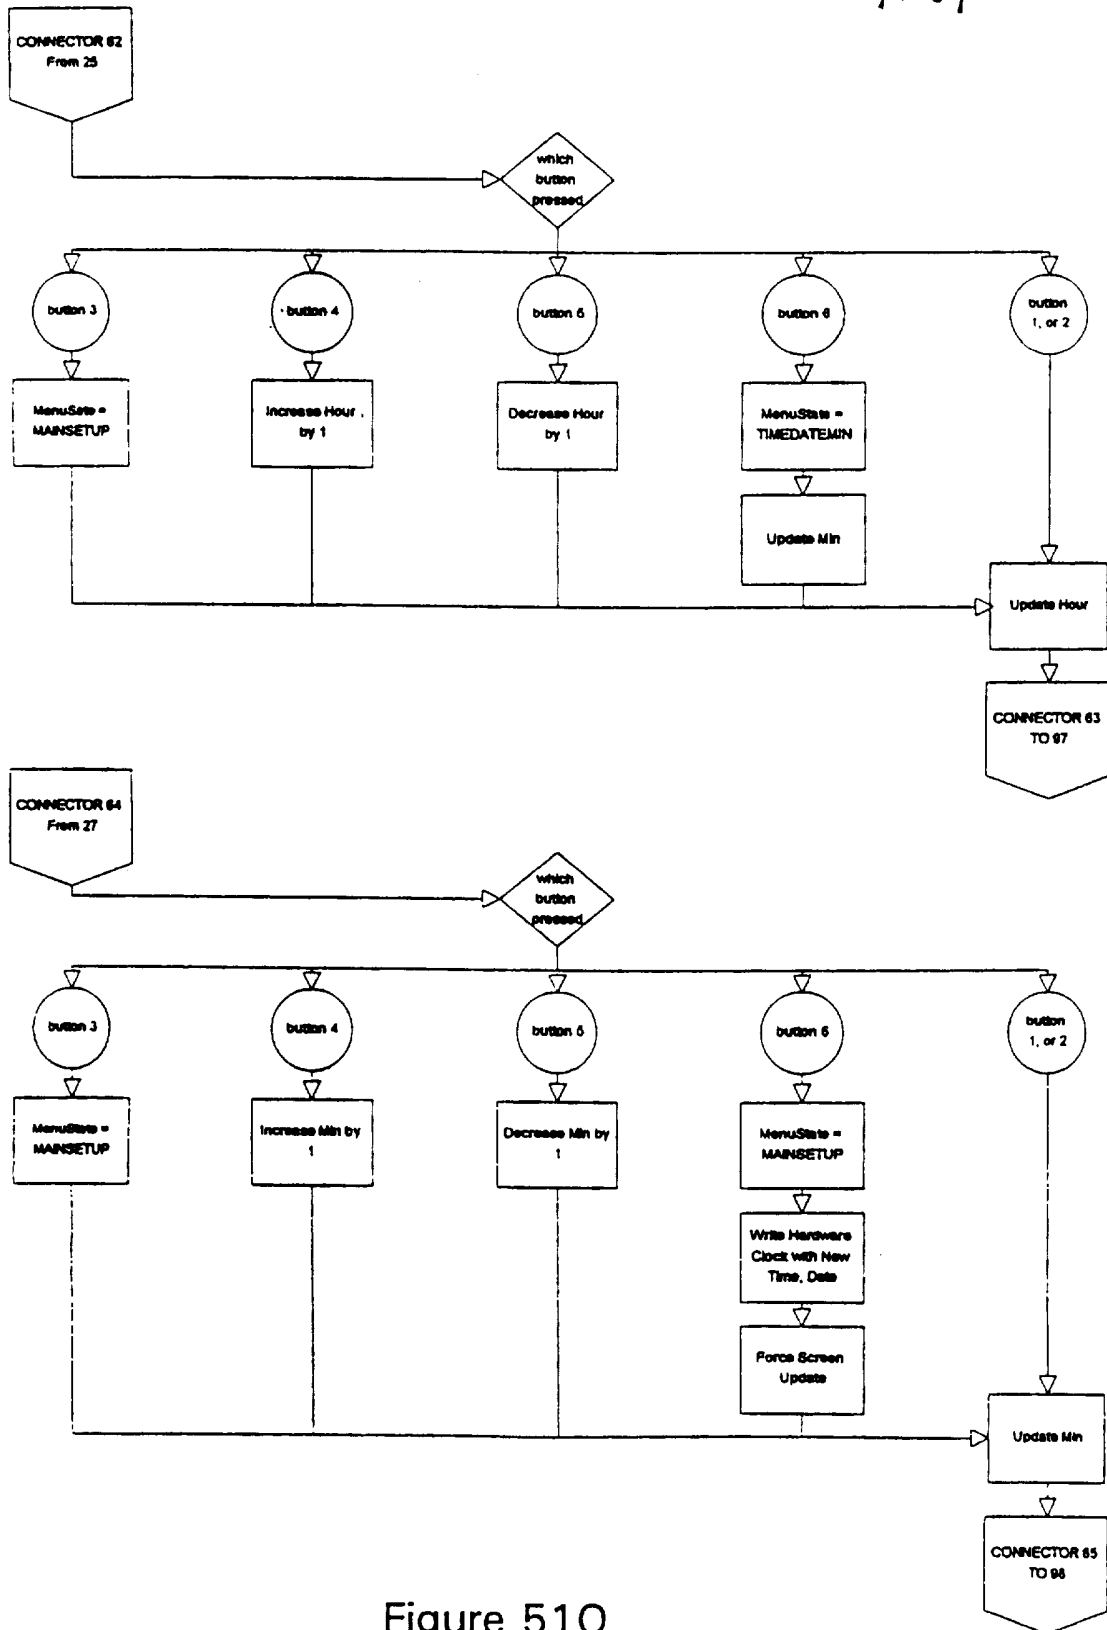 CONNECTOR 62
From 25
which
button
pressed
button 3
button 4
button 5
button 6
button
1, or 2
MenuSate =
MAINSETUP
Increase Hour
by 1
Decrease Hour
by 1
MenuState =
TIMEDATEMIN
Update Min
Update Hour
CONNECTOR 63
TO 97
CONNECTOR 64
From 27
which
button
pressed
button 3
button 4
button 5
button 6
button
1, or 2
MenuState =
MAINSETUP
Increase Min by
1
Decrease Min by
1
MenuState =
MAINSETUP
Write Hardware
Clock with New
Time, Date
Force Screen
Update
Update Min
CONNECTOR 65
TO 98
Figure 510